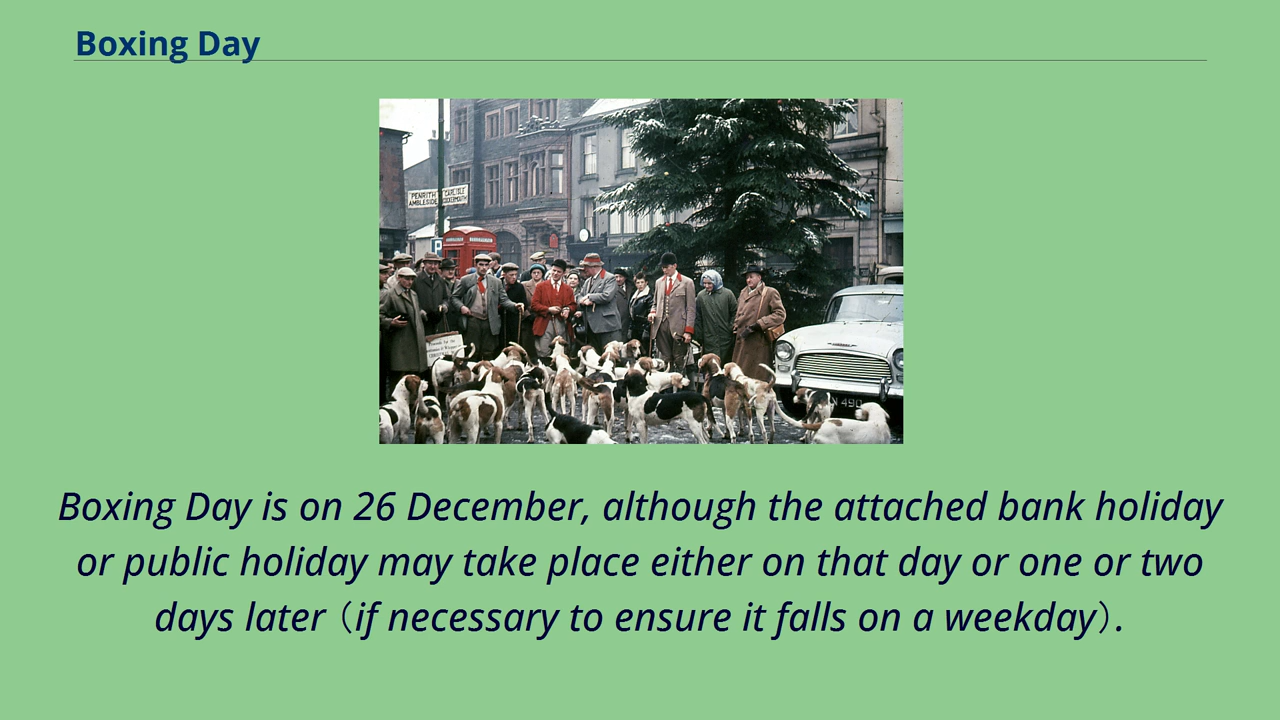 Boxing Day
"PENRITH"
AMBLESIDE
"CARLISLE"
COCKERMOUTH
P
N 490
Boxing Day is on 26 December, although the attached bank holiday
or public holiday may take place either on that day or one or two
days later（if necessary to ensure it falls on a weekday）.